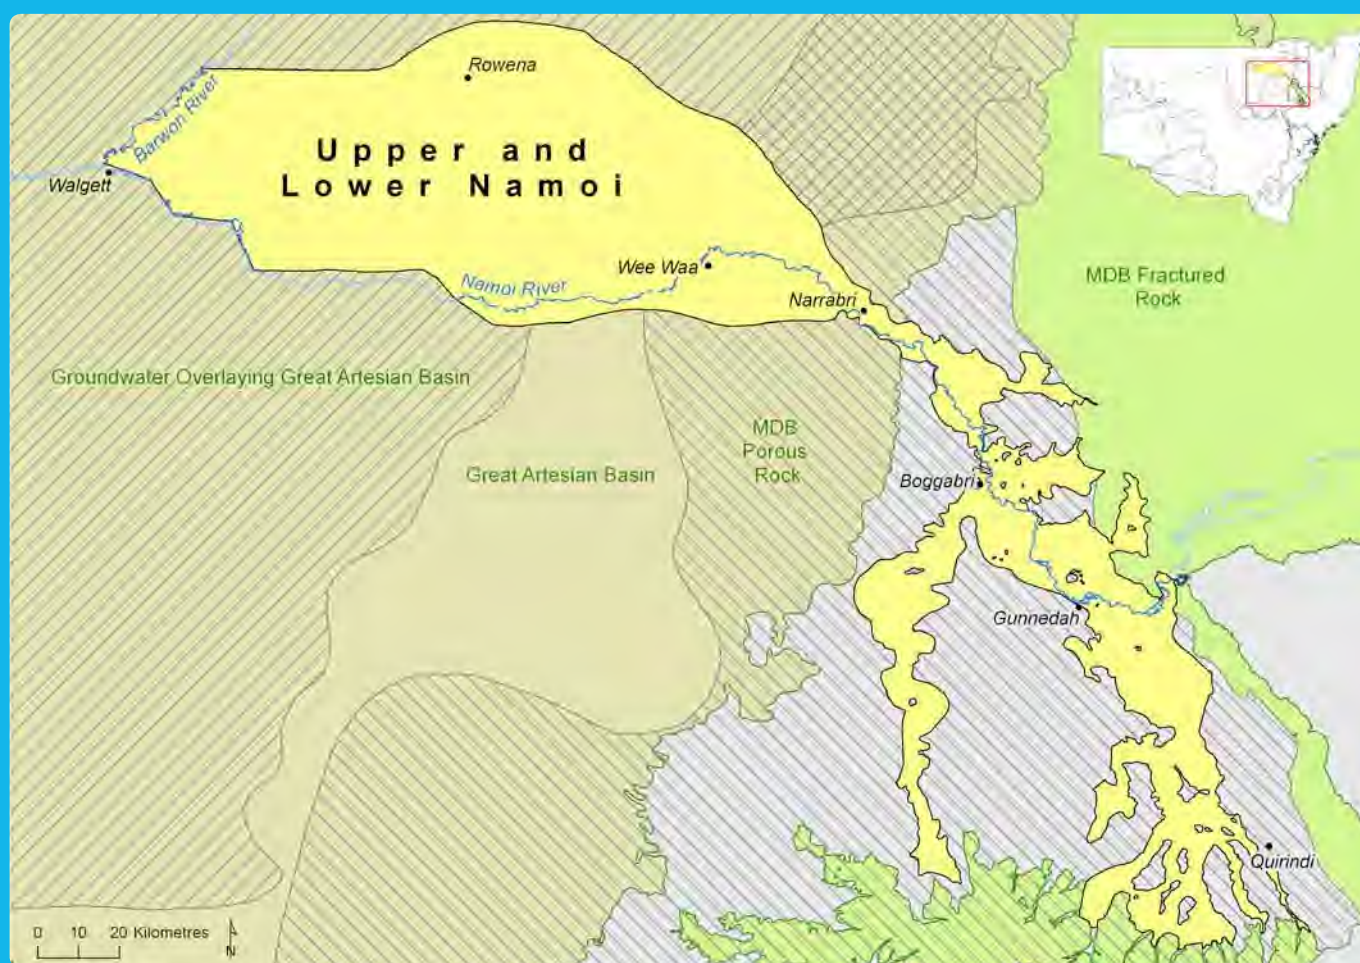 Rowena
Barwon River
Upper and
Lower Namoi
Walgett
Wee Waa
Namoi River
Narrabri
MDB Fractured
Rock
Groundwater Overlaying Great Artesian Basin
MDB
Porous
Rock
Great Artesian Basin
Boggabri
Gunnedah
Quirindi
0 10 20 Kilometres
N